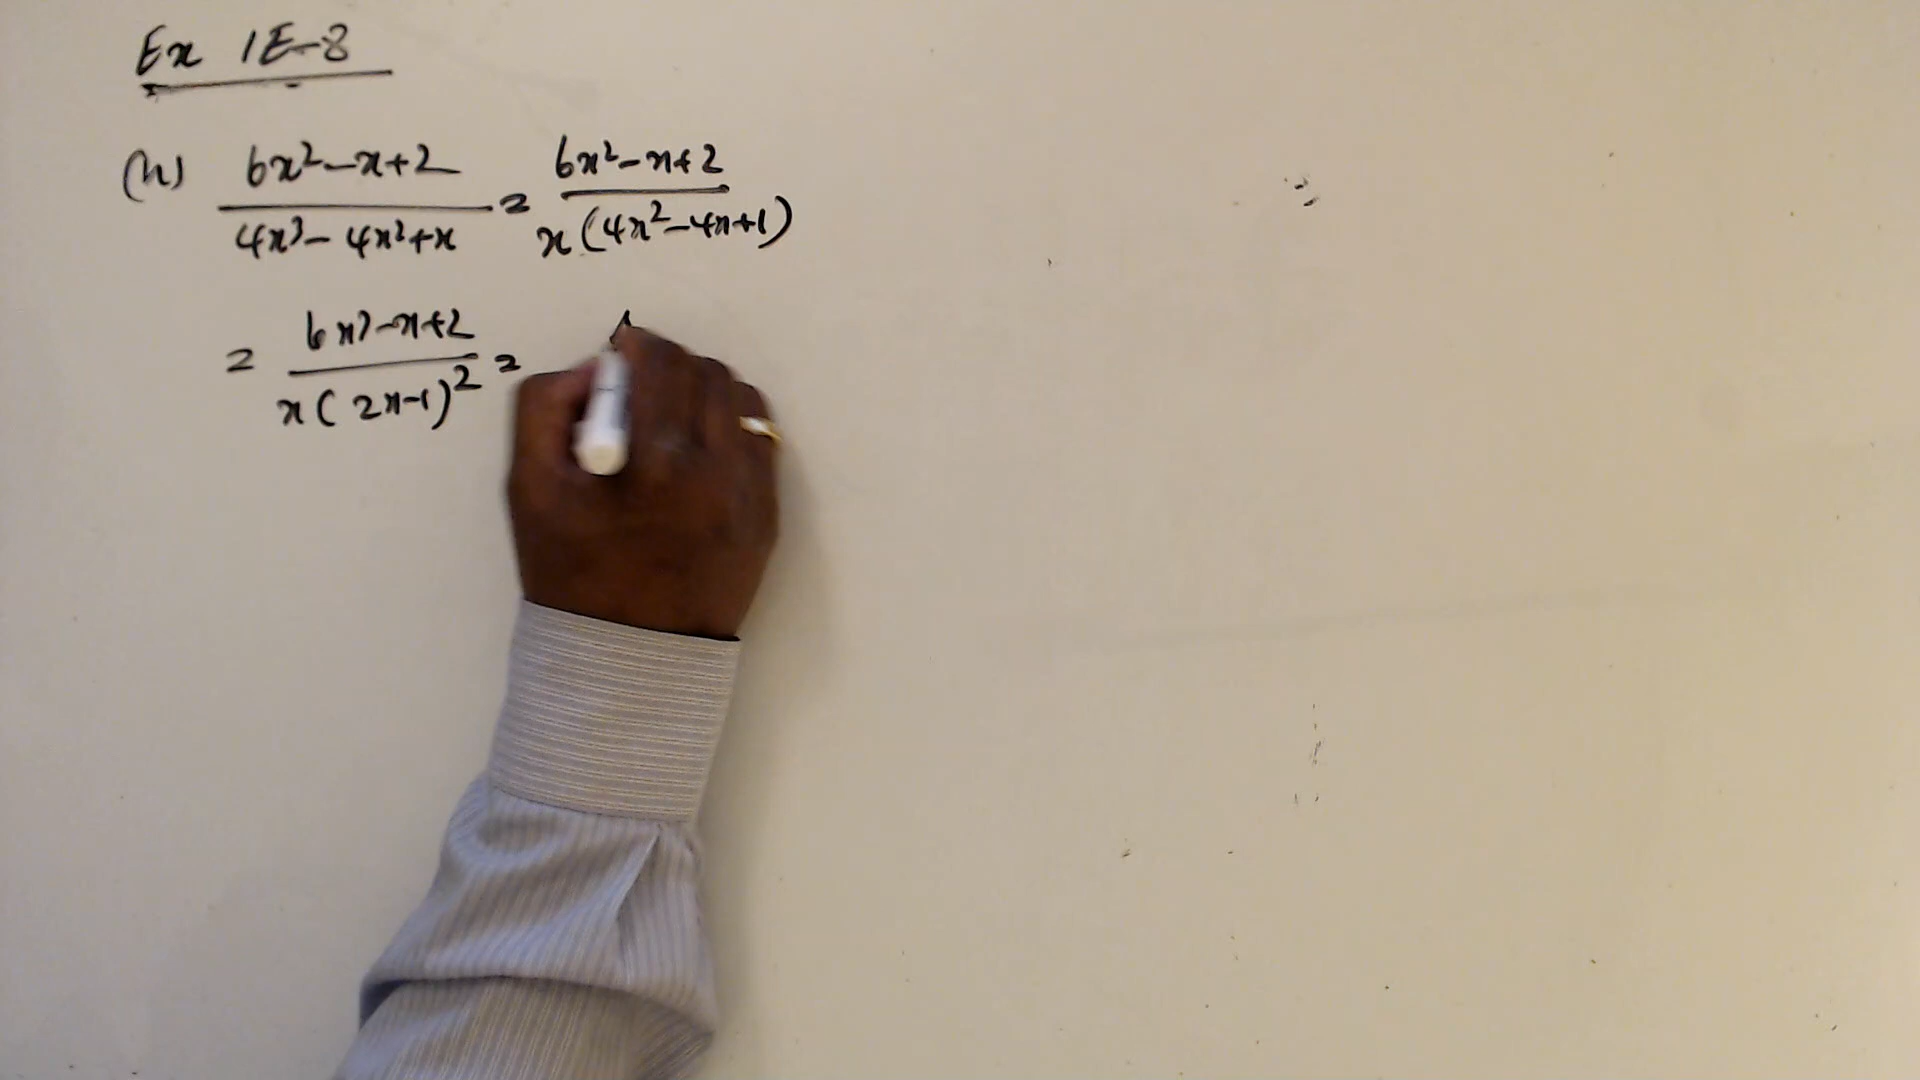 Ex 1E-8
(h) 6x²-x+2 / 4x³-4x²+x = 6x²-x+2 / x(4x²-4x+1)
= 6x²-x+2 / x(2x-1)² =